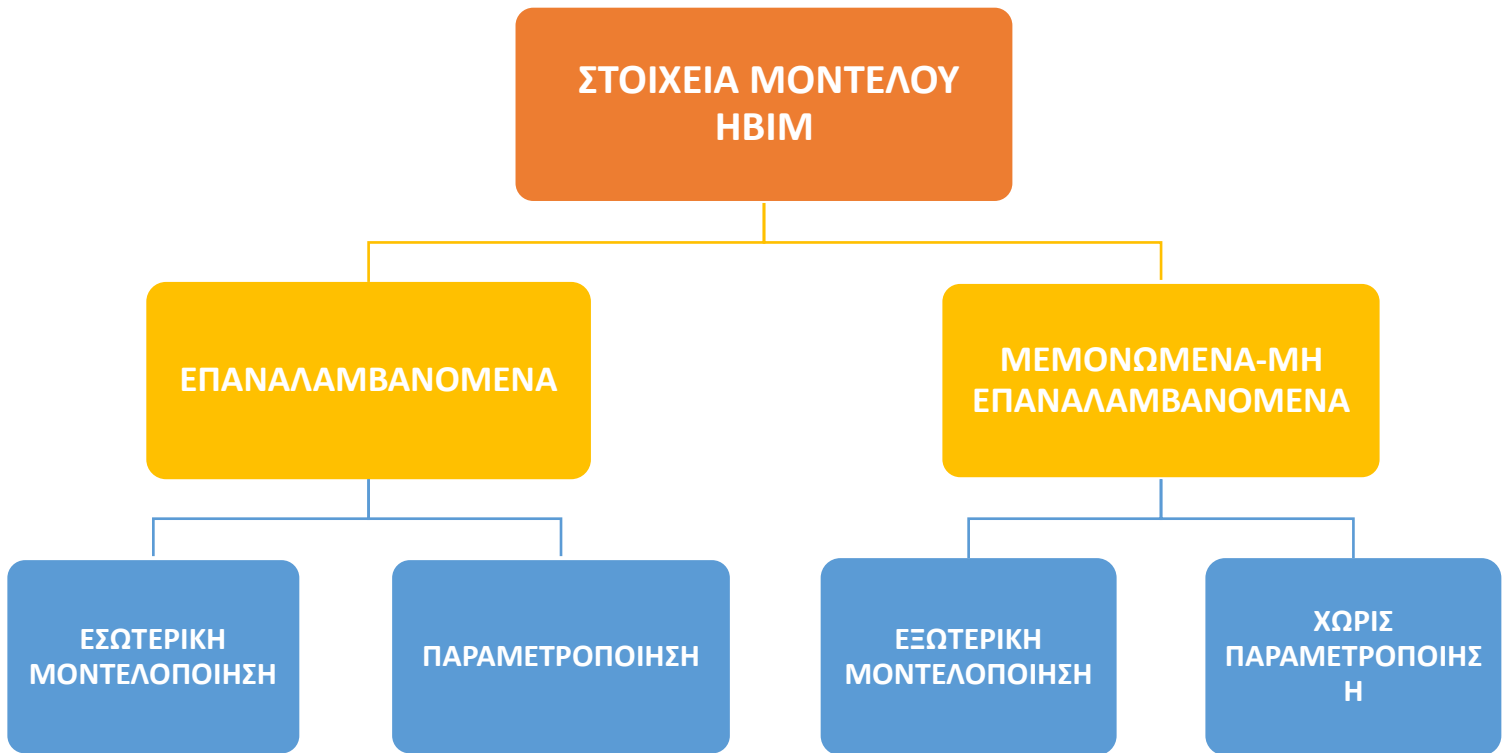 ΣΤΟΙΧΕΙΑ ΜΟΝΤΕΛΟΥ
HBIM
ΕΠΑΝΑΛΑΜΒΑΝΟΜΕΝΑ
ΜΕΜΟΝΩΜΕΝΑ-ΜΗ
ΕΠΑΝΑΛΑΜΒΑΝΟΜΕΝΑ
ΕΣΩΤΕΡΙΚΗ
ΜΟΝΤΕΛΟΠΟΙΗΣΗ
ΠΑΡΑΜΕΤΡΟΠΟΙΗΣΗ
ΕΞΩΤΕΡΙΚΗ
ΜΟΝΤΕΛΟΠΟΙΗΣΗ
ΧΩΡΙΣ
ΠΑΡΑΜΕΤΡΟΠΟΙΗΣ
Η